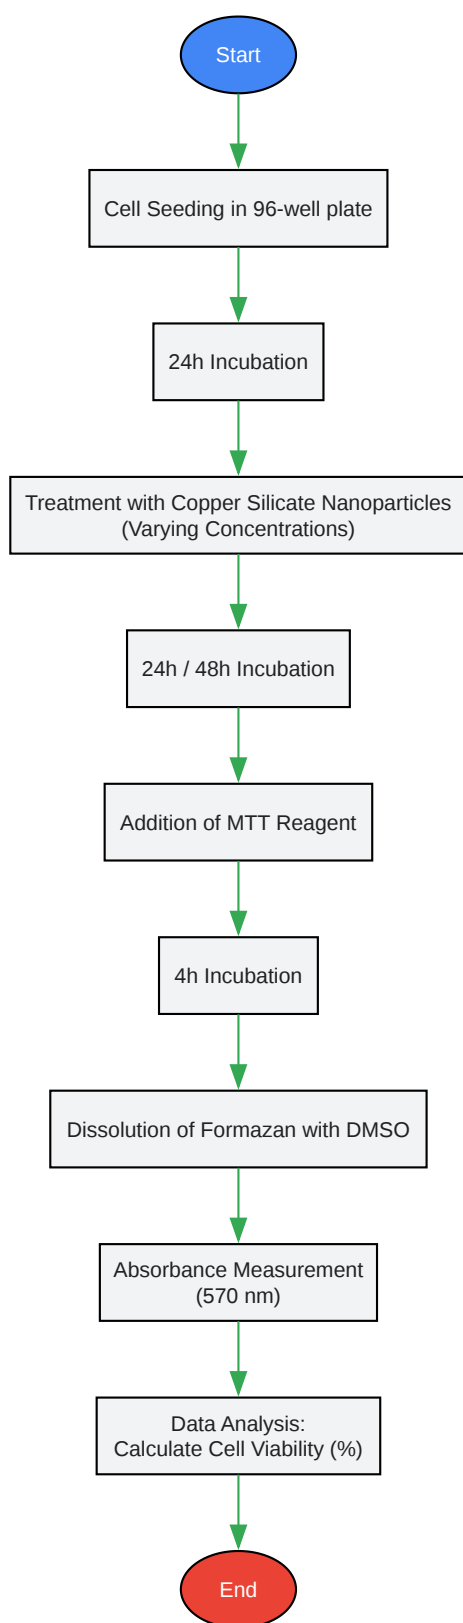 Start
Cell Seeding in 96-well plate
24h Incubation
Treatment with Copper Silicate Nanoparticles
(Varying Concentrations)
24h / 48h Incubation
Addition of MTT Reagent
4h Incubation
Dissolution of Formazan with DMSO
Absorbance Measurement
(570 nm)
Data Analysis:
Calculate Cell Viability (%)
End